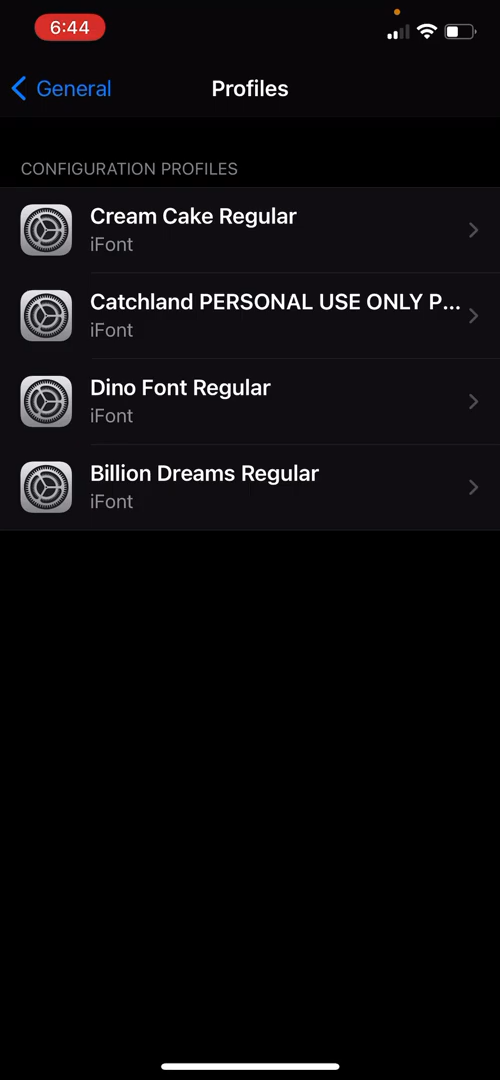 6:44
General
Profiles
CONFIGURATION PROFILES
Cream Cake Regular
iFont
Catchland PERSONAL USE ONLY P...
iFont
Dino Font Regular
iFont
Billion Dreams Regular
iFont